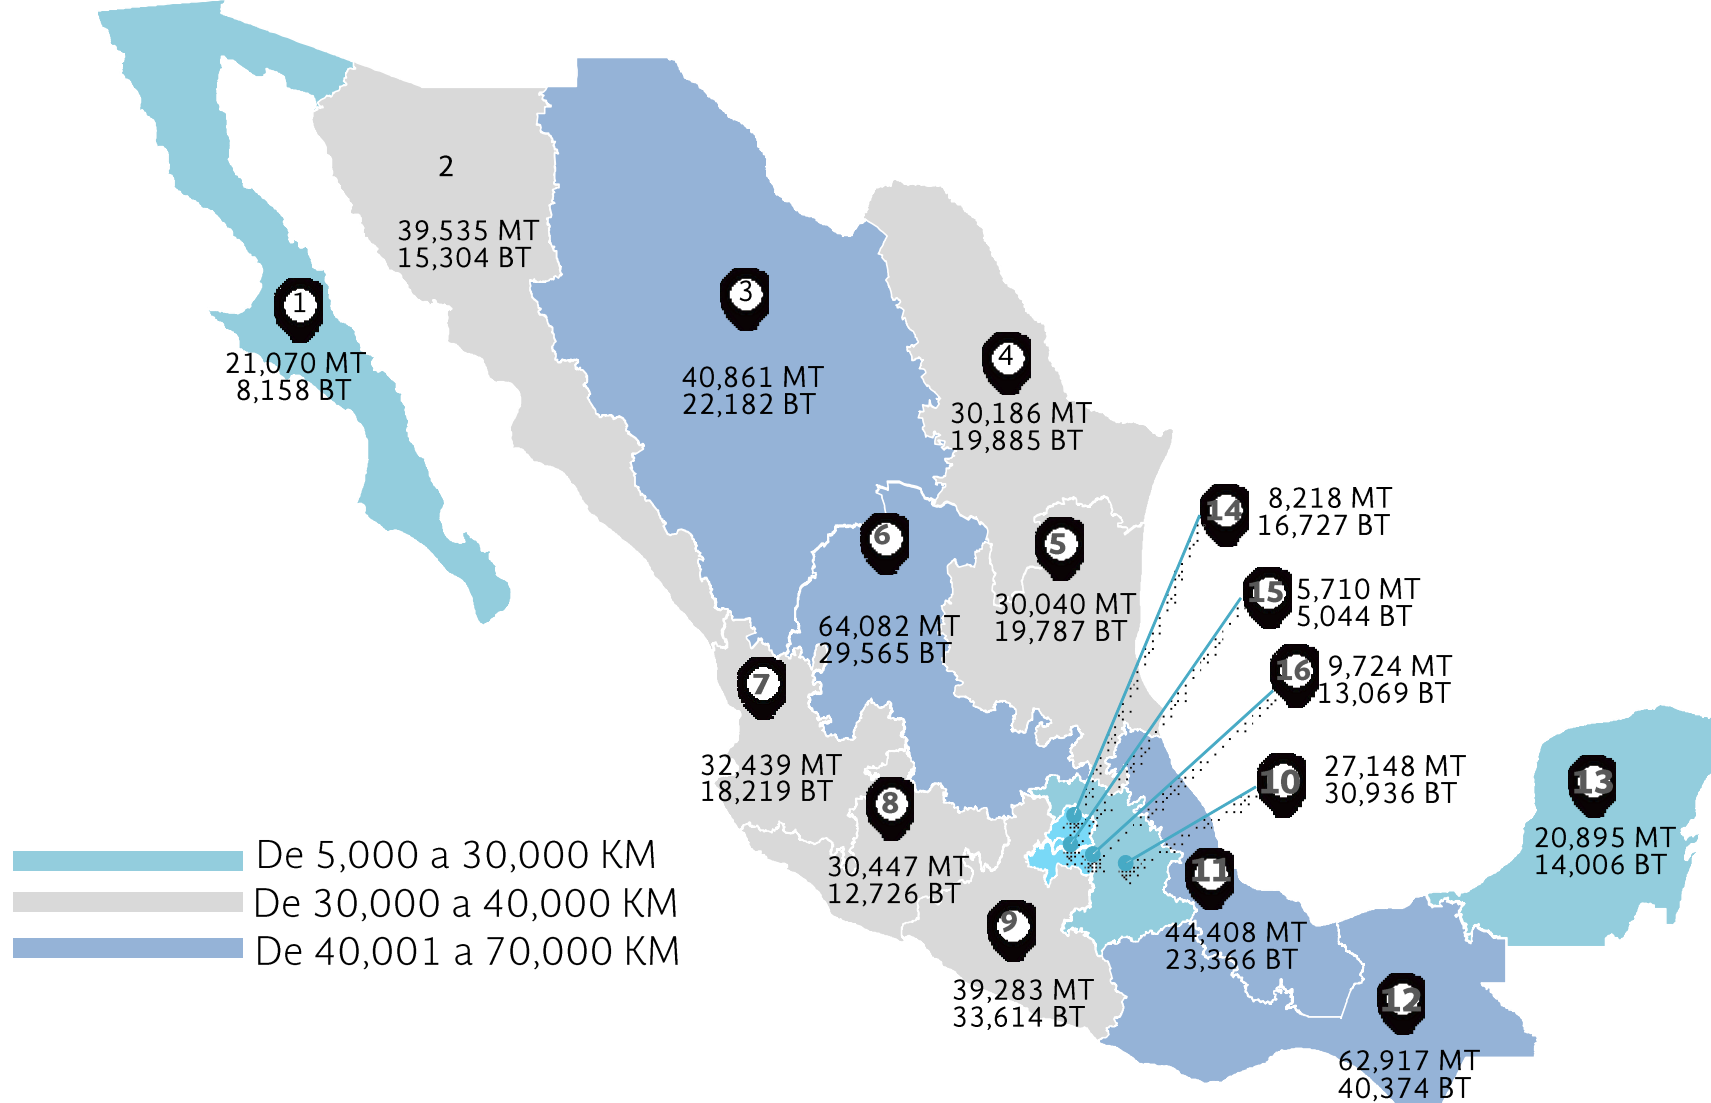 2
39,535 MT
15,304 BT
1
21,070 MT
8,158 BT
3
40,861 MT
22,182 BT
4
30,186 MT
19,885 BT
14
8,218 MT
16,727 BT
6
64,082 MT
29,565 BT
5
30,040 MT
19,787 BT
15
5,710 MT
5,044 BT
16
9,724 MT
13,069 BT
7
32,439 MT
18,219 BT
10
27,148 MT
30,936 BT
13
20,895 MT
14,006 BT
8
30,447 MT
12,726 BT
11
44,408 MT
23,366 BT
9
39,283 MT
33,614 BT
12
62,917 MT
40,374 BT
De 5,000 a 30,000 KM
De 30,000 a 40,000 KM
De 40,001 a 70,000 KM